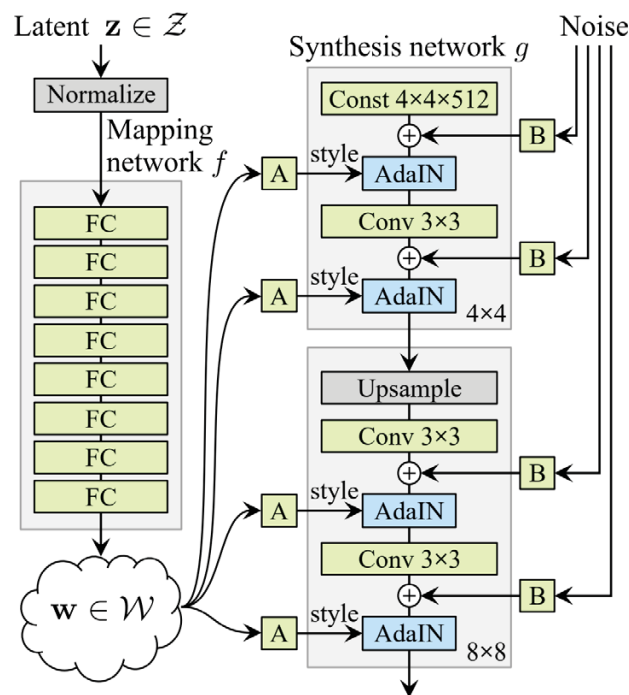 Latent z ∈ 𝒵
Normalize
Mapping
network f
FC
FC
FC
FC
FC
FC
FC
FC
w ∈ 𝒲
Synthesis network g
Noise
Const 4×4×512
+
B
A
style
AdaIN
Conv 3×3
+
B
A
style
AdaIN
4×4
Upsample
Conv 3×3
+
B
A
style
AdaIN
Conv 3×3
+
B
A
style
AdaIN
8×8